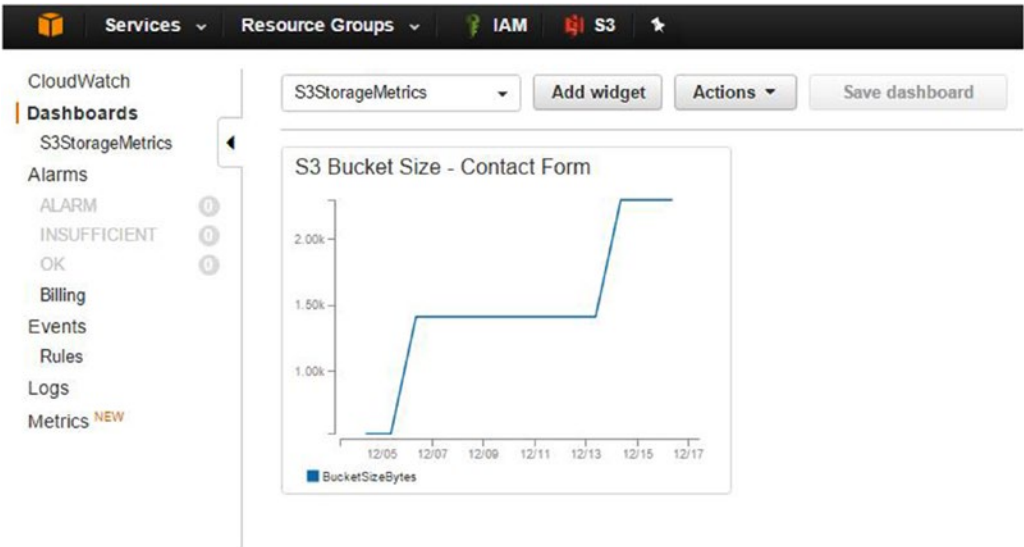 Services Resource Groups IAM S3
CloudWatch
Dashboards
S3StorageMetrics
Alarms
ALARM 0
INSUFFICIENT 0
OK 0
Billing
Events
Rules
Logs
Metrics NEW
S3StorageMetrics Add widget Actions Save dashboard
S3 Bucket Size - Contact Form
2.00k
1.50k
1.00k
12/05 12/07 12/09 12/11 12/13 12/15 12/17
BucketSizeBytes